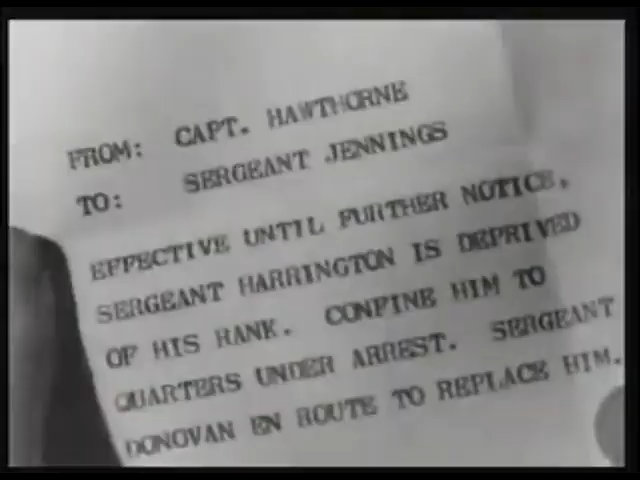 FROM: CAPT. HAWTHORNE
TO: SERGEANT JENNINGS
EFFECTIVE UNTIL FURTHER NOTICE,
SERGEANT HARRINGTON IS DEPRIVED
OF HIS RANK. CONFINE HIM TO
QUARTERS UNDER ARREST. SERGEANT
DONOVAN EN ROUTE TO REPLACE HIM.